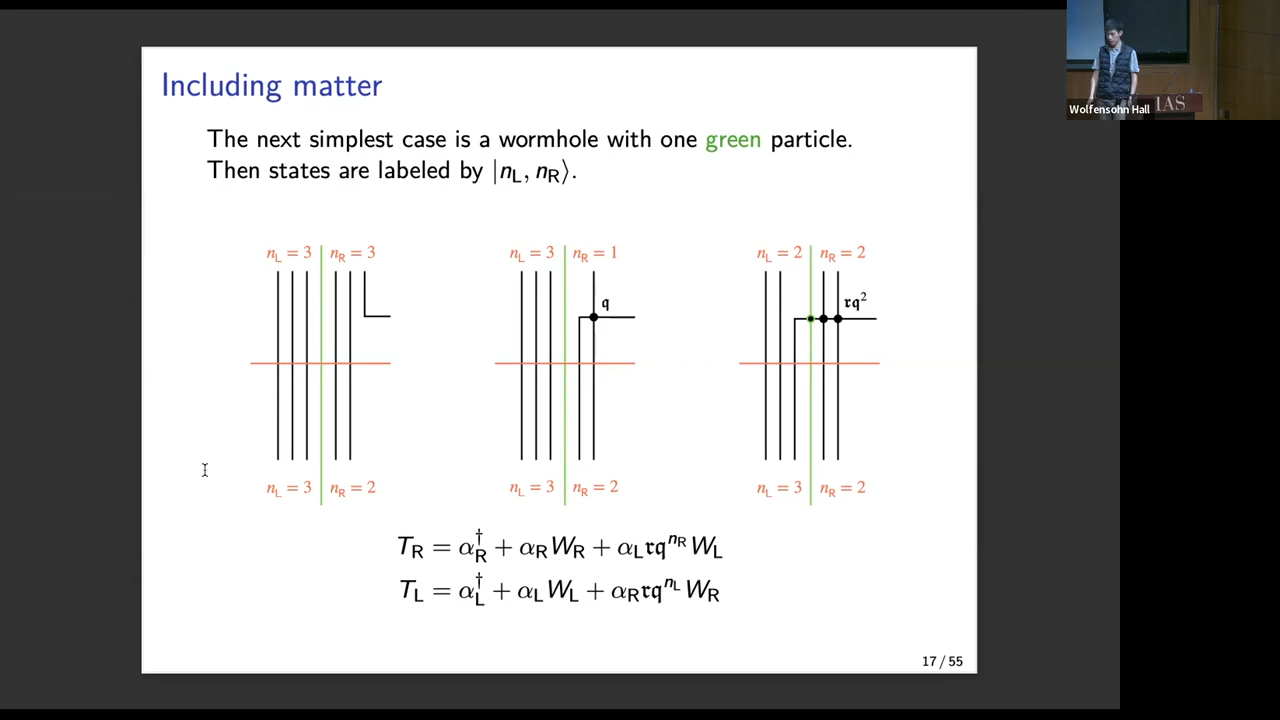 Including matter
The next simplest case is a wormhole with one green particle.
Then states are labeled by |n_L, n_R⟩.
n_L = 3 n_R = 3 n_L = 3 n_R = 1 n_L = 2 n_R = 2
𝔮 𝔯𝔮²
n_L = 3 n_R = 2 n_L = 3 n_R = 2 n_L = 3 n_R = 2
T_R = α_R^† + α_R W_R + α_L 𝔯𝔮^{n_R} W_L
T_L = α_L^† + α_L W_L + α_R 𝔯𝔮^{n_L} W_R
17 / 55
Wolfensohn Hall
IAS